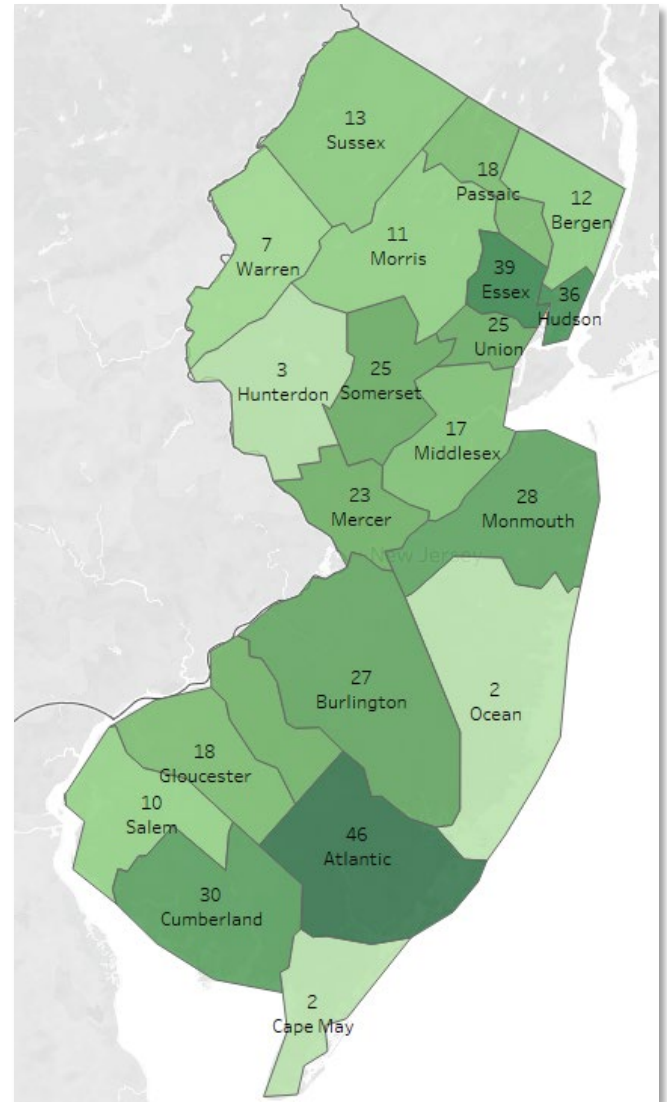 13
Sussex
18
Passaic
12
Bergen
7
Warren
11
Morris
39
Essex
36
Hudson
25
Union
3
Hunterdon
25
Somerset
17
Middlesex
23
Mercer
28
Monmouth
New Jersey
27
Burlington
2
Ocean
18
Gloucester
10
Salem
46
Atlantic
30
Cumberland
2
Cape May